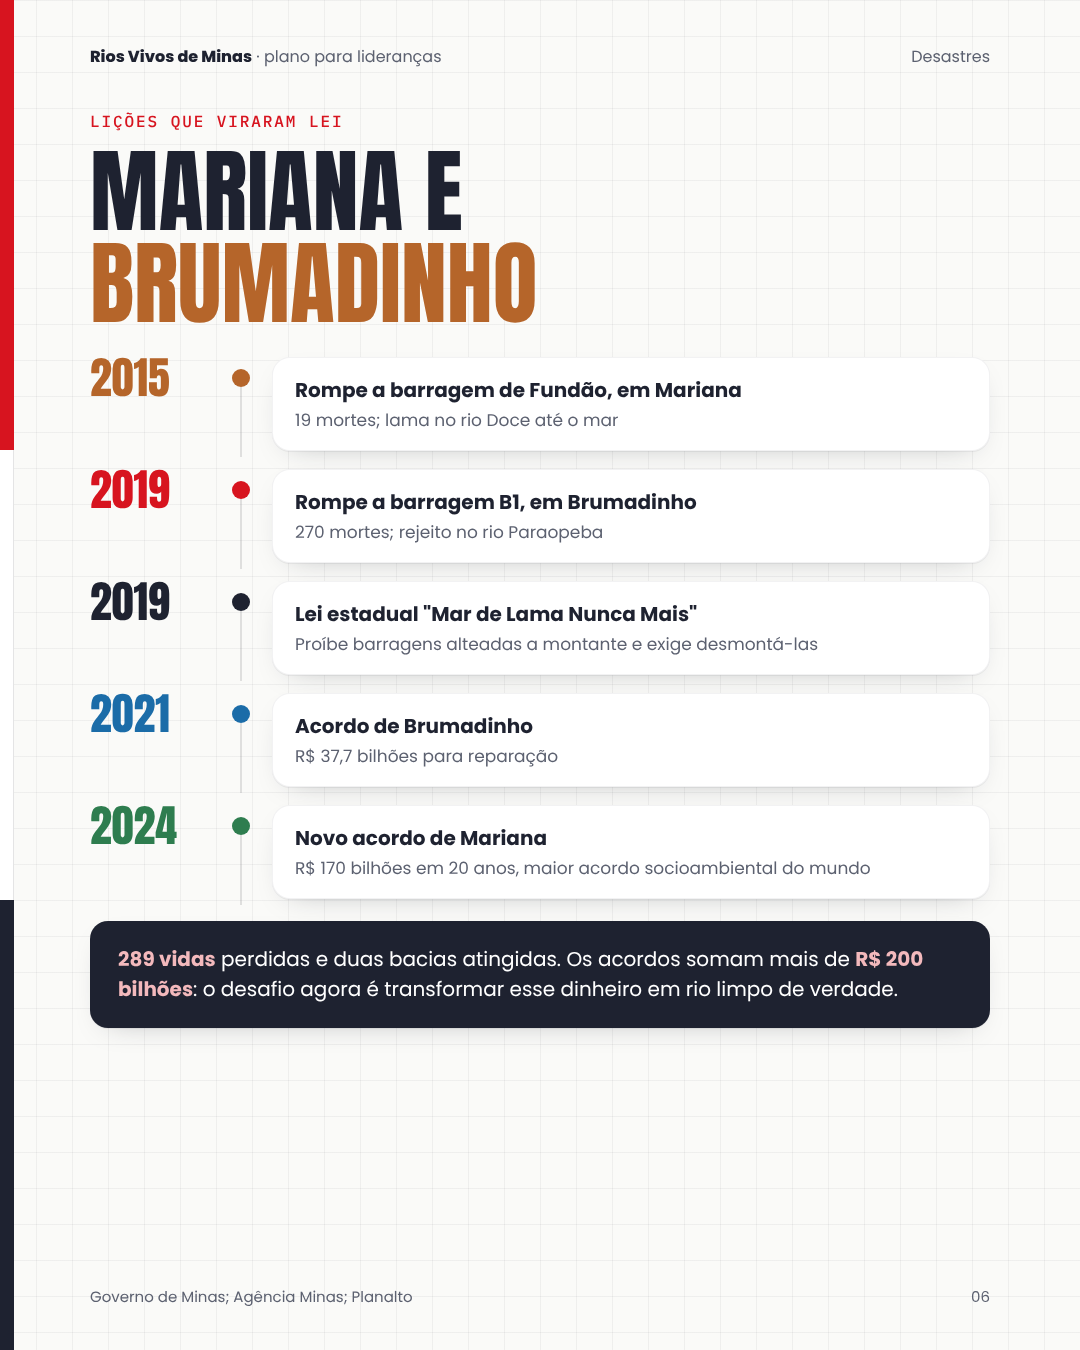 Rios Vivos de Minas · plano para lideranças
Desastres
LIÇÕES QUE VIRARAM LEI
MARIANA E
BRUMADINHO
2015
Rompe a barragem de Fundão, em Mariana
19 mortes; lama no rio Doce até o mar
2019
Rompe a barragem B1, em Brumadinho
270 mortes; rejeito no rio Paraopeba
2019
Lei estadual "Mar de Lama Nunca Mais"
Proíbe barragens alteadas a montante e exige desmontá-las
2021
Acordo de Brumadinho
R$ 37,7 bilhões para reparação
2024
Novo acordo de Mariana
R$ 170 bilhões em 20 anos, maior acordo socioambiental do mundo
289 vidas perdidas e duas bacias atingidas. Os acordos somam mais de R$ 200
bilhões: o desafio agora é transformar esse dinheiro em rio limpo de verdade.
Governo de Minas; Agência Minas; Planalto
06